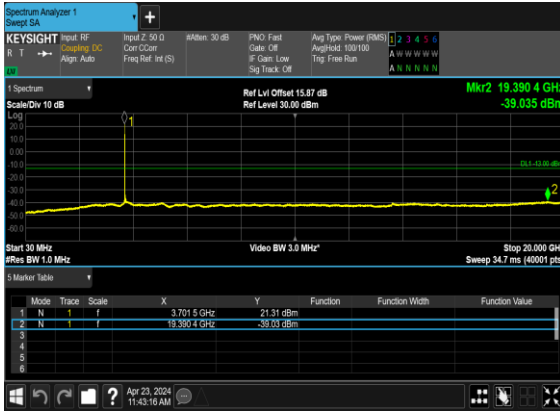 Spectrum Analyzer 1
Swept SA
+
KEYSIGHT Input: RF Input Z: 50 Ω #Atten: 30 dB PNO: Fast Avg Type: Power (RMS) 1 2 3 4 5 6
R T Coupling: DC Corr CCorr Gate: Off Avg|Hold: 100/100 A W W W W W
Align: Auto Freq Ref: Int (S) IF Gain: Low Trig: Free Run
Sig Track: Off A N N N N N
1 Spectrum Ref Lvl Offset 15.87 dB Mkr2 19.390 4 GHz
Scale/Div 10 dB Ref Level 30.00 dBm -39.035 dBm
Log
20.0
10.0
0.00
-10.0
-20.0
-30.0
-40.0
-50.0
-60.0
1
DL1 -13.00 dBm
2
Start 30 MHz Video BW 3.0 MHz* Stop 20.000 GHz
#Res BW 1.0 MHz Sweep 34.7 ms (40001 pts)
5 Marker Table
Mode Trace Scale X Y Function Function Width Function Value
1 N 1 f 3.701 5 GHz 21.31 dBm
2 N 1 f 19.390 4 GHz -39.03 dBm
3
4
5
6
? Apr 23, 2024
11:43:16 AM